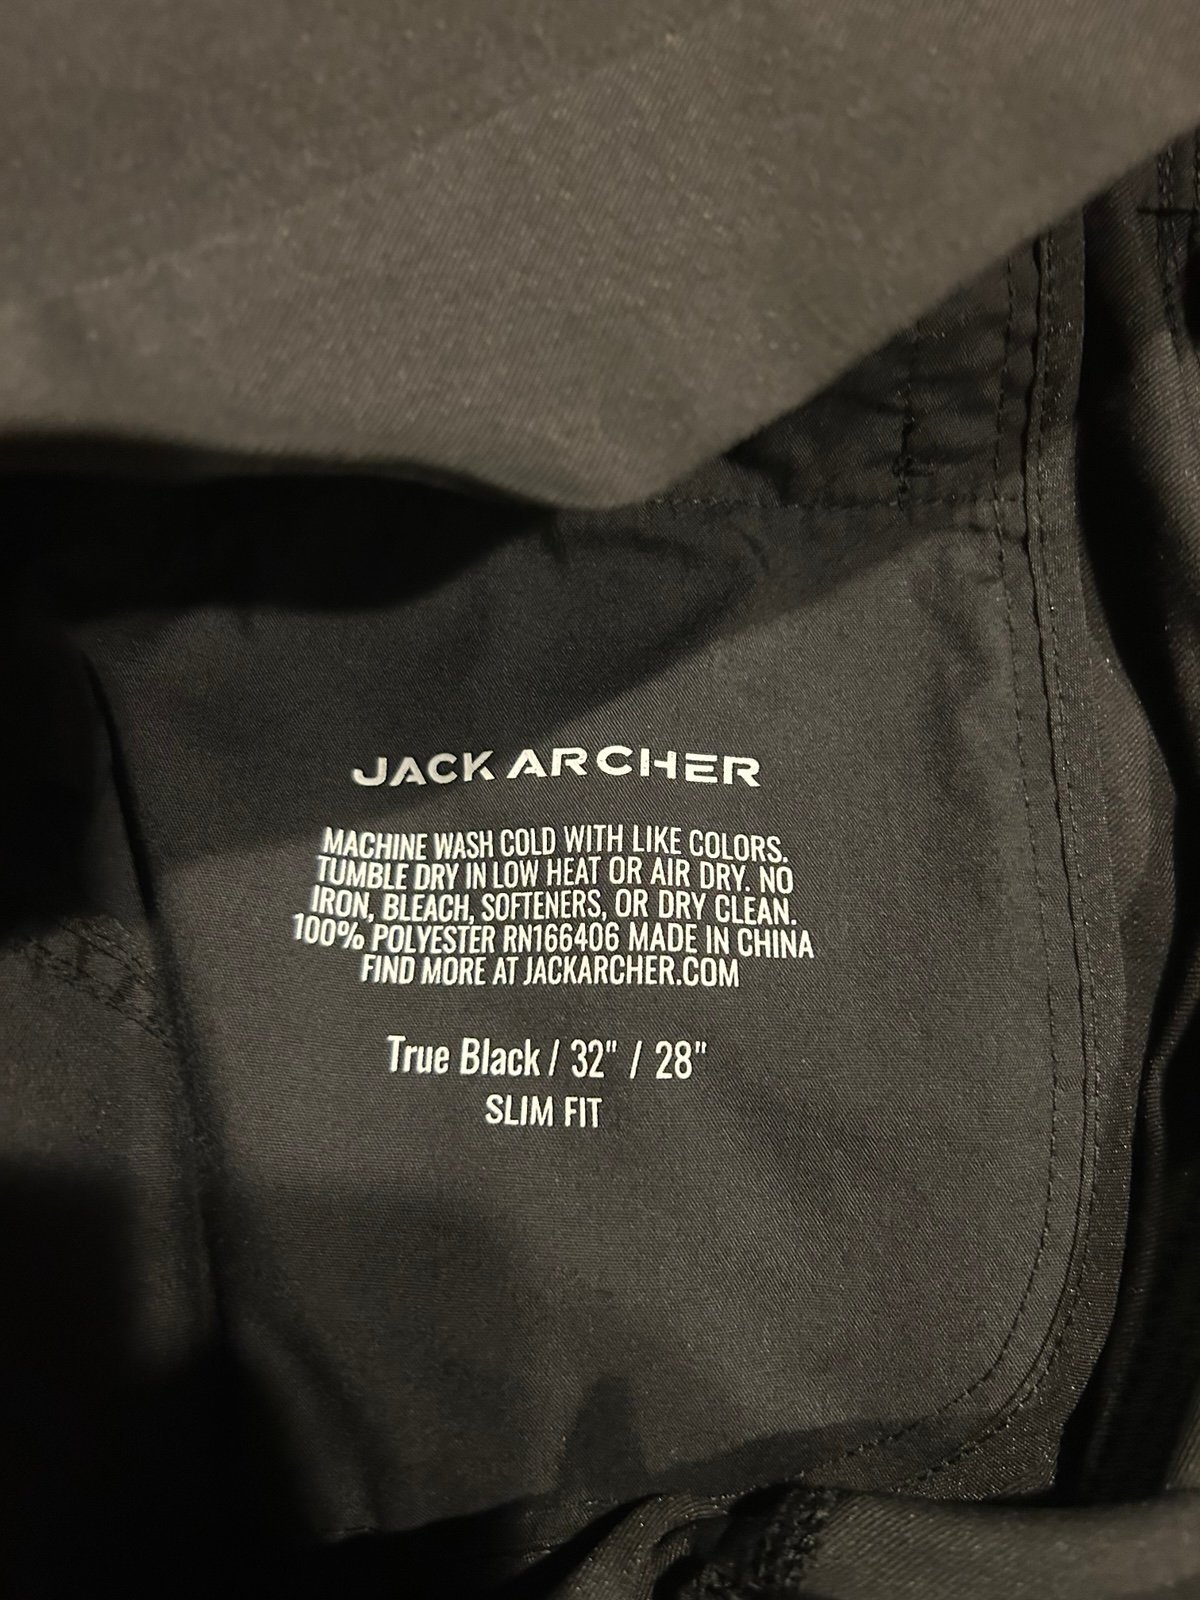 JACK ARCHER
MACHINE WASH COLD WITH LIKE COLORS.
TUMBLE DRY IN LOW HEAT OR AIR DRY. NO
IRON, BLEACH, SOFTENERS, OR DRY CLEAN.
100% POLYESTER RN166406 MADE IN CHINA
FIND MORE AT JACKARCHER.COM
True Black / 32" / 28"
SLIM FIT